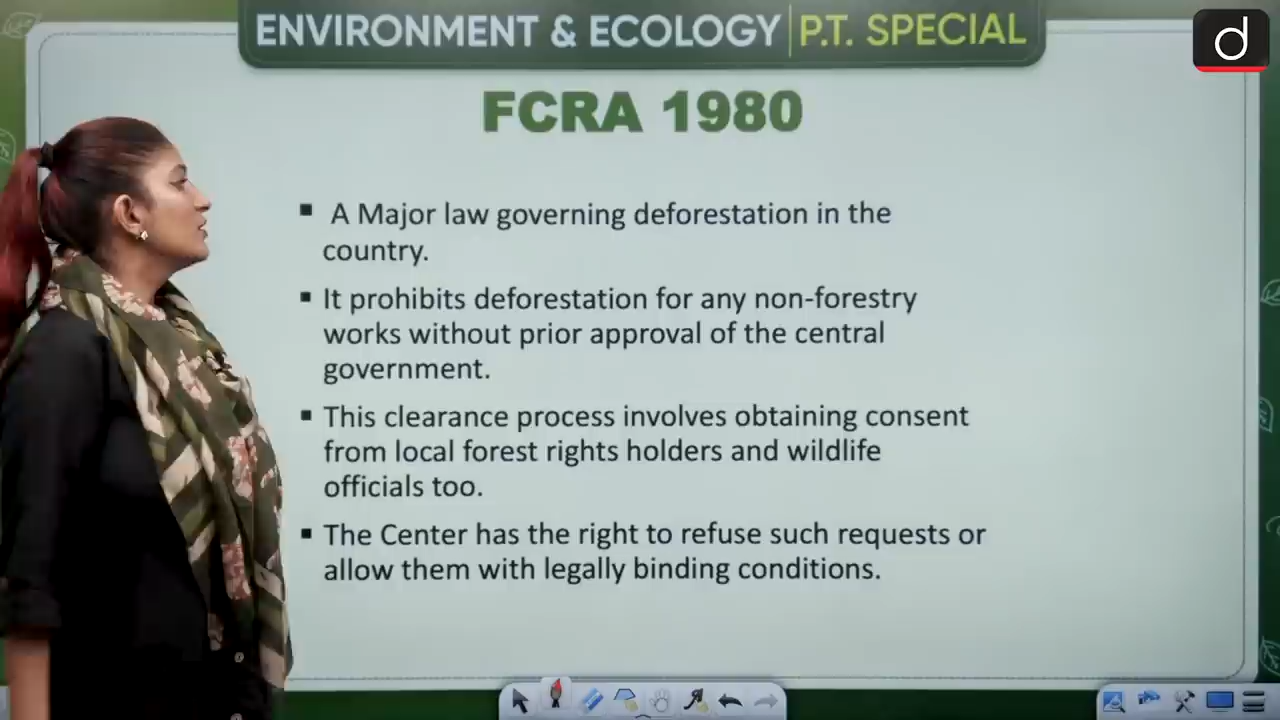 ENVIRONMENT & ECOLOGY | P.T. SPECIAL
d
FCRA 1980
▪ A Major law governing deforestation in the
country.
▪ It prohibits deforestation for any non-forestry
works without prior approval of the central
government.
▪ This clearance process involves obtaining consent
from local forest rights holders and wildlife
officials too.
▪ The Center has the right to refuse such requests or
allow them with legally binding conditions.